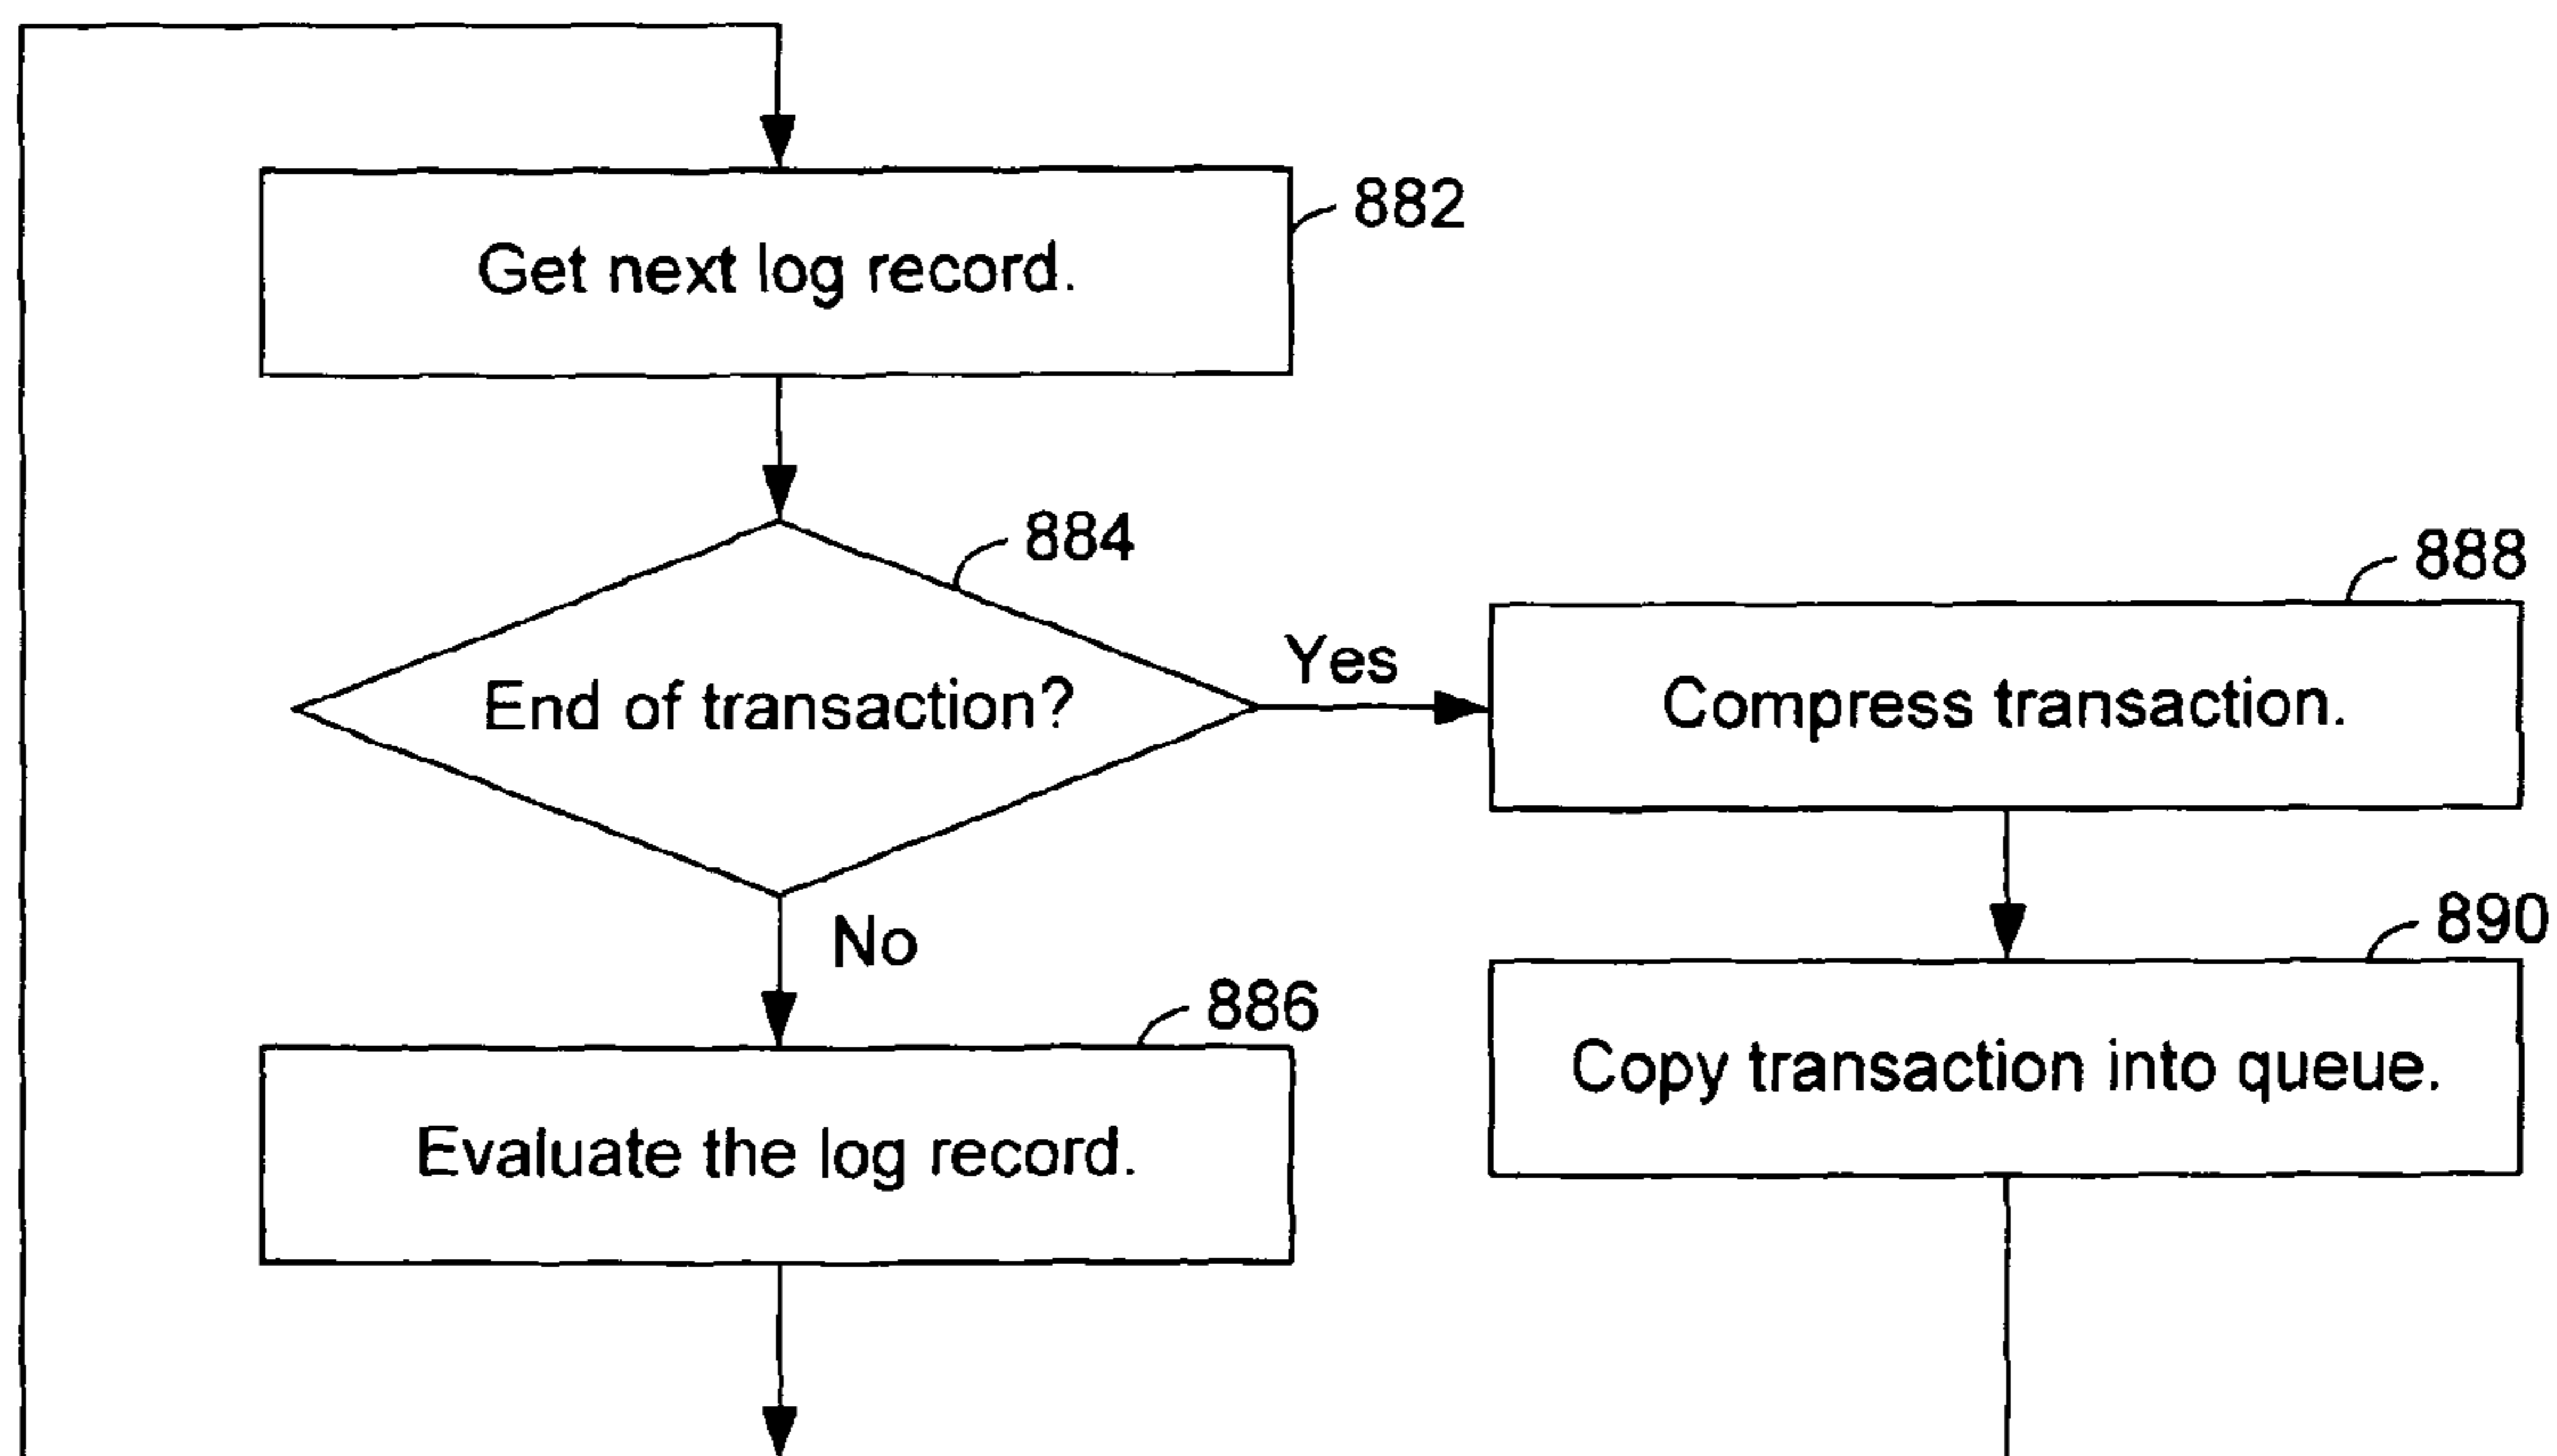 882
Get next log record.
884
End of transaction?
Yes
888
Compress transaction.
No
890
Copy transaction into queue.
886
Evaluate the log record.